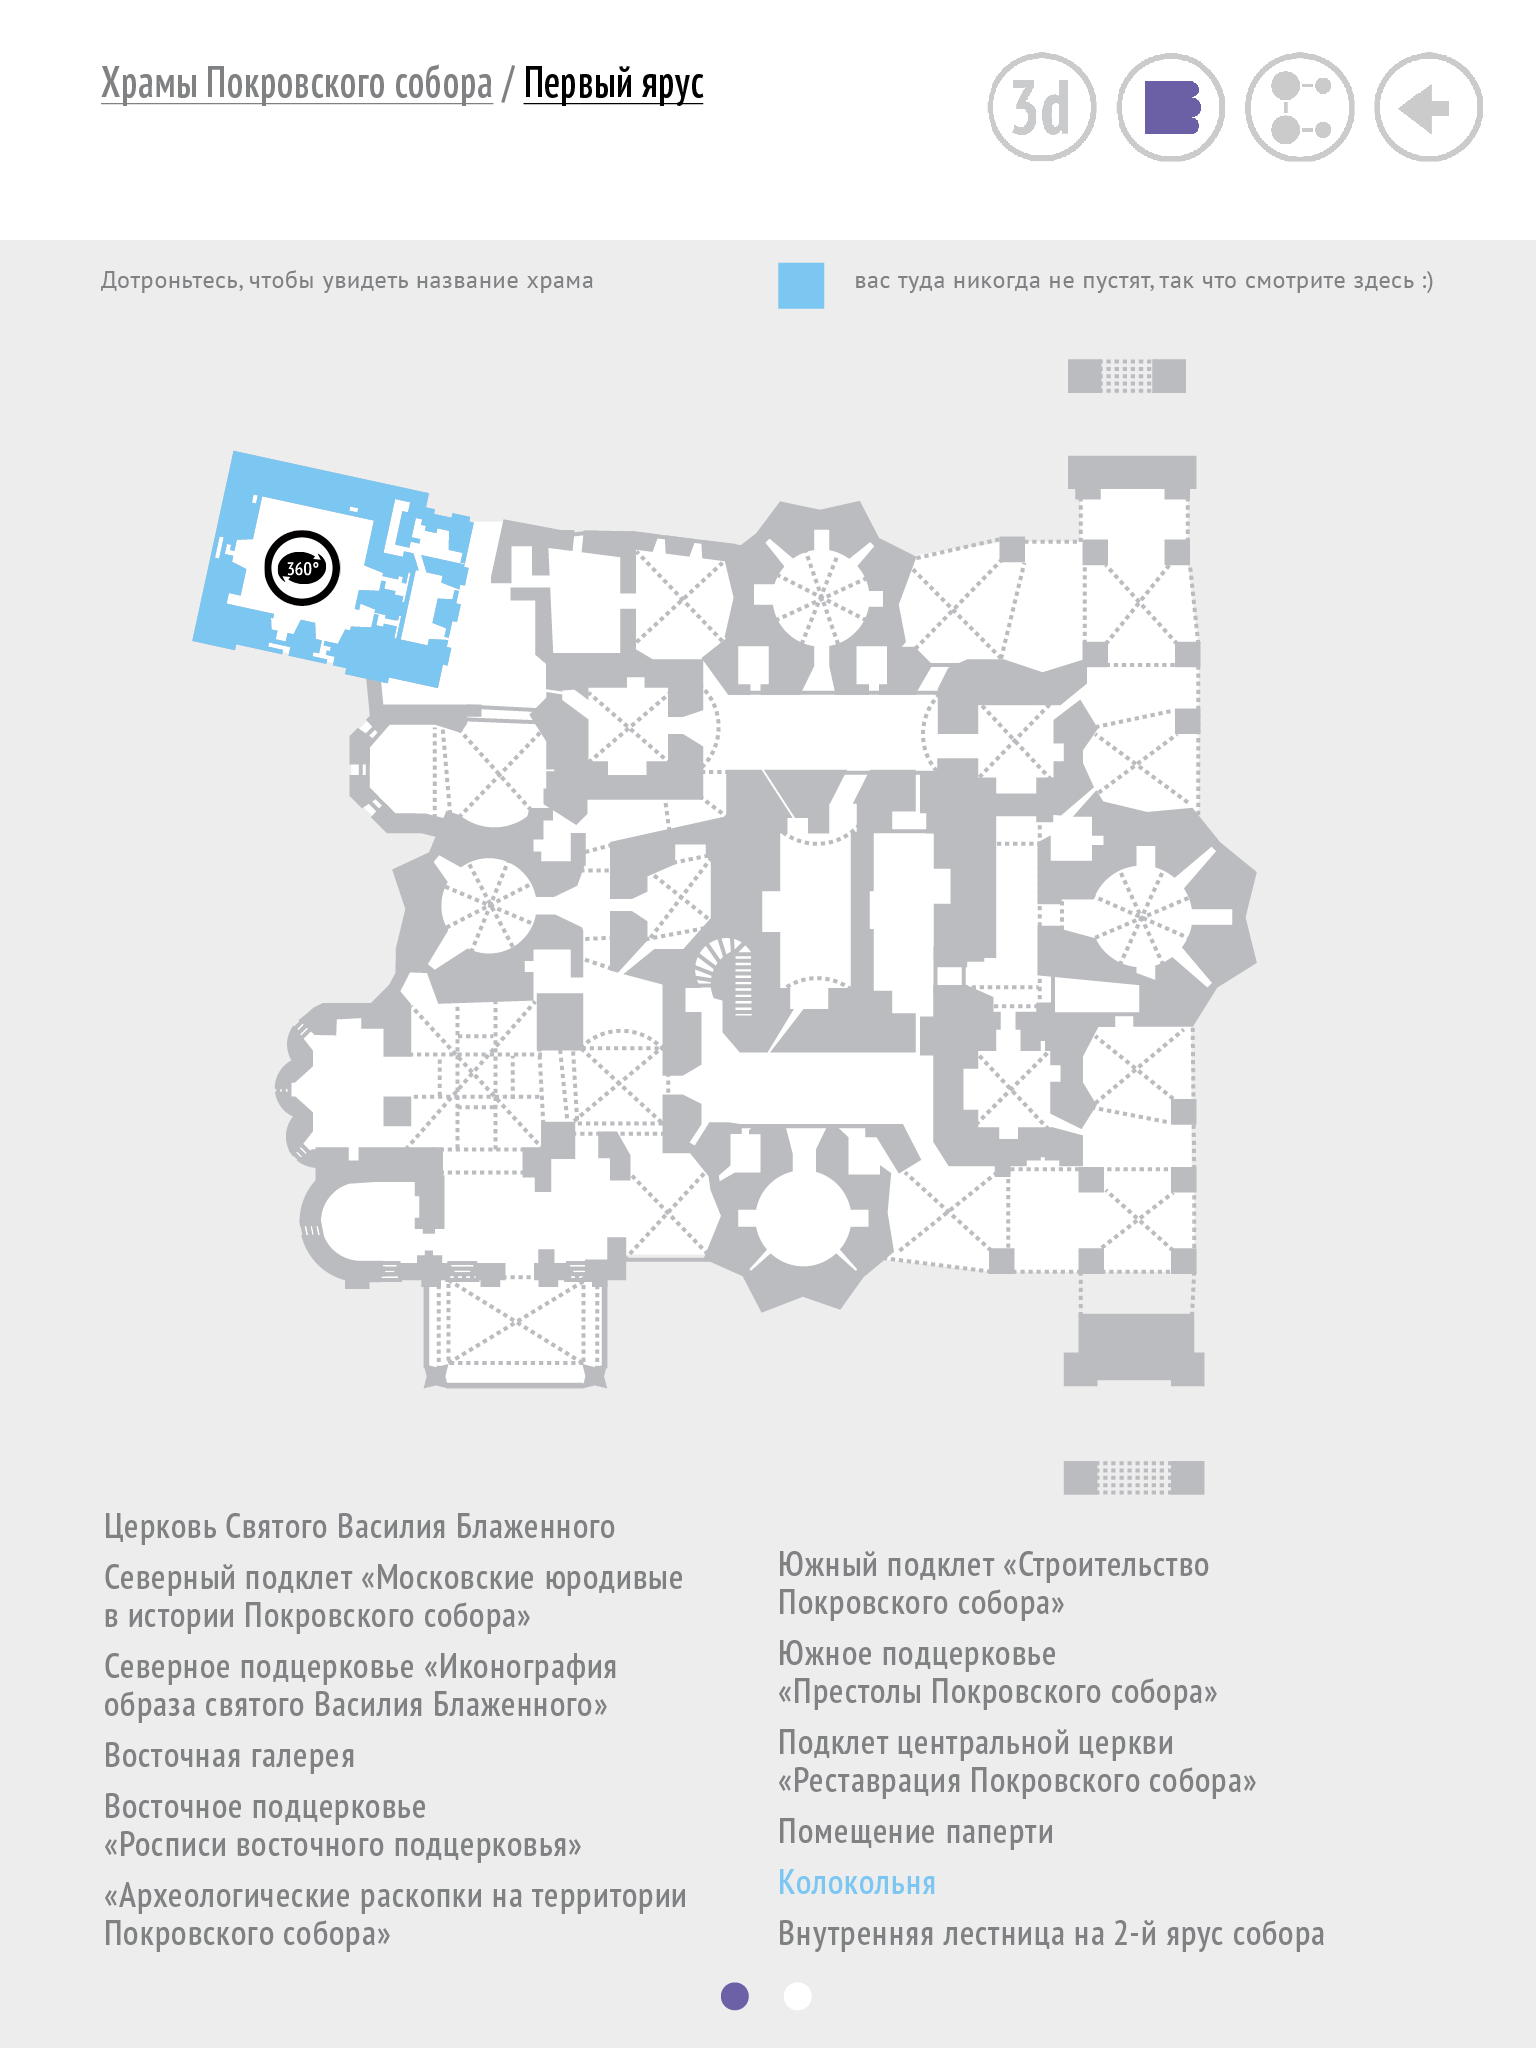 Храмы Покровского собора / Первый ярус
3d
Дотроньтесь, чтобы увидеть название храма
вас туда никогда не пустят, так что смотрите здесь :)
360°
Церковь Святого Василия Блаженного
Северный подклет «Московские юродивые
в истории Покровского собора»
Северное подцерковье «Иконография
образа святого Василия Блаженного»
Восточная галерея
Восточное подцерковье
«Росписи восточного подцерковья»
«Археологические раскопки на территории
Покровского собора»
Южный подклет «Строительство
Покровского собора»
Южное подцерковье
«Престолы Покровского собора»
Подклет центральной церкви
«Реставрация Покровского собора»
Помещение паперти
Колокольня
Внутренняя лестница на 2-й ярус собора